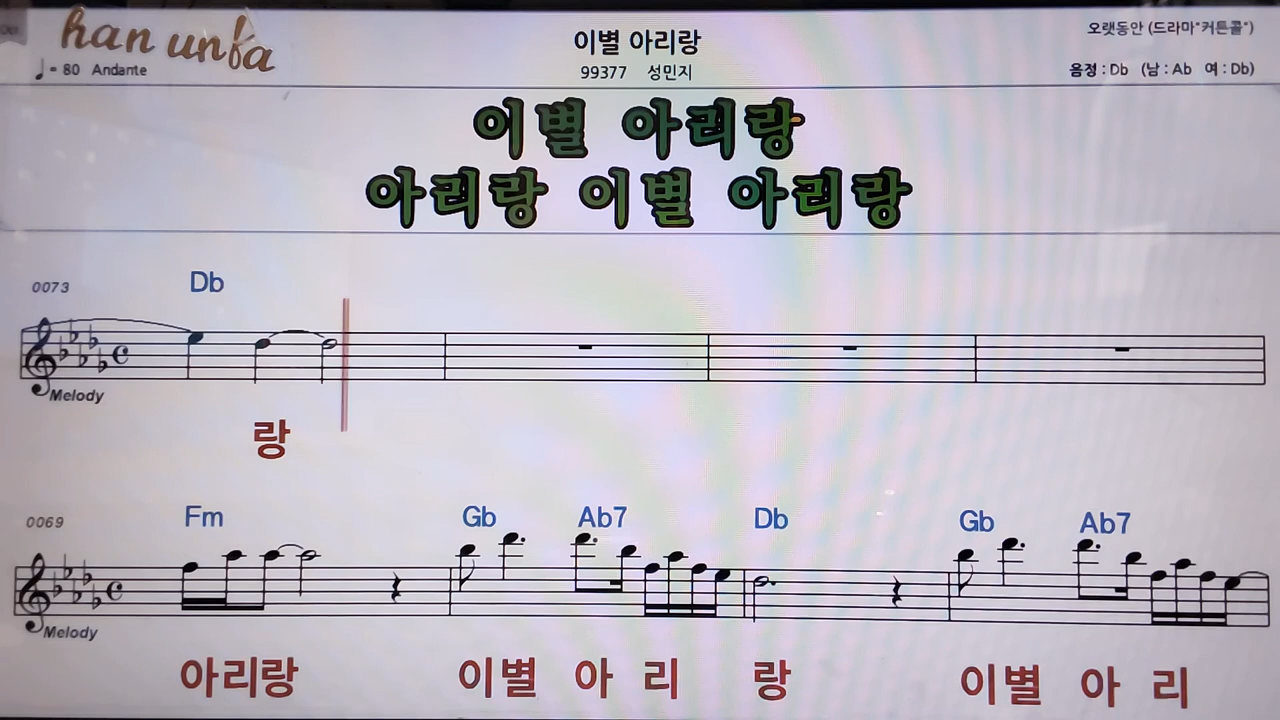 han unba
이별 아리랑
오랫동안 (드라마"커튼콜")
♩= 80 Andante
99377 성민지
음정 : Db (남 : Ab 여 : Db)
이별 아리랑
아리랑 이별 아리랑
0073
Db
Melody
랑
0069
Fm Gb Ab7 Db Gb Ab7
Melody
아리랑 이별 아 리 랑 이별 아 리